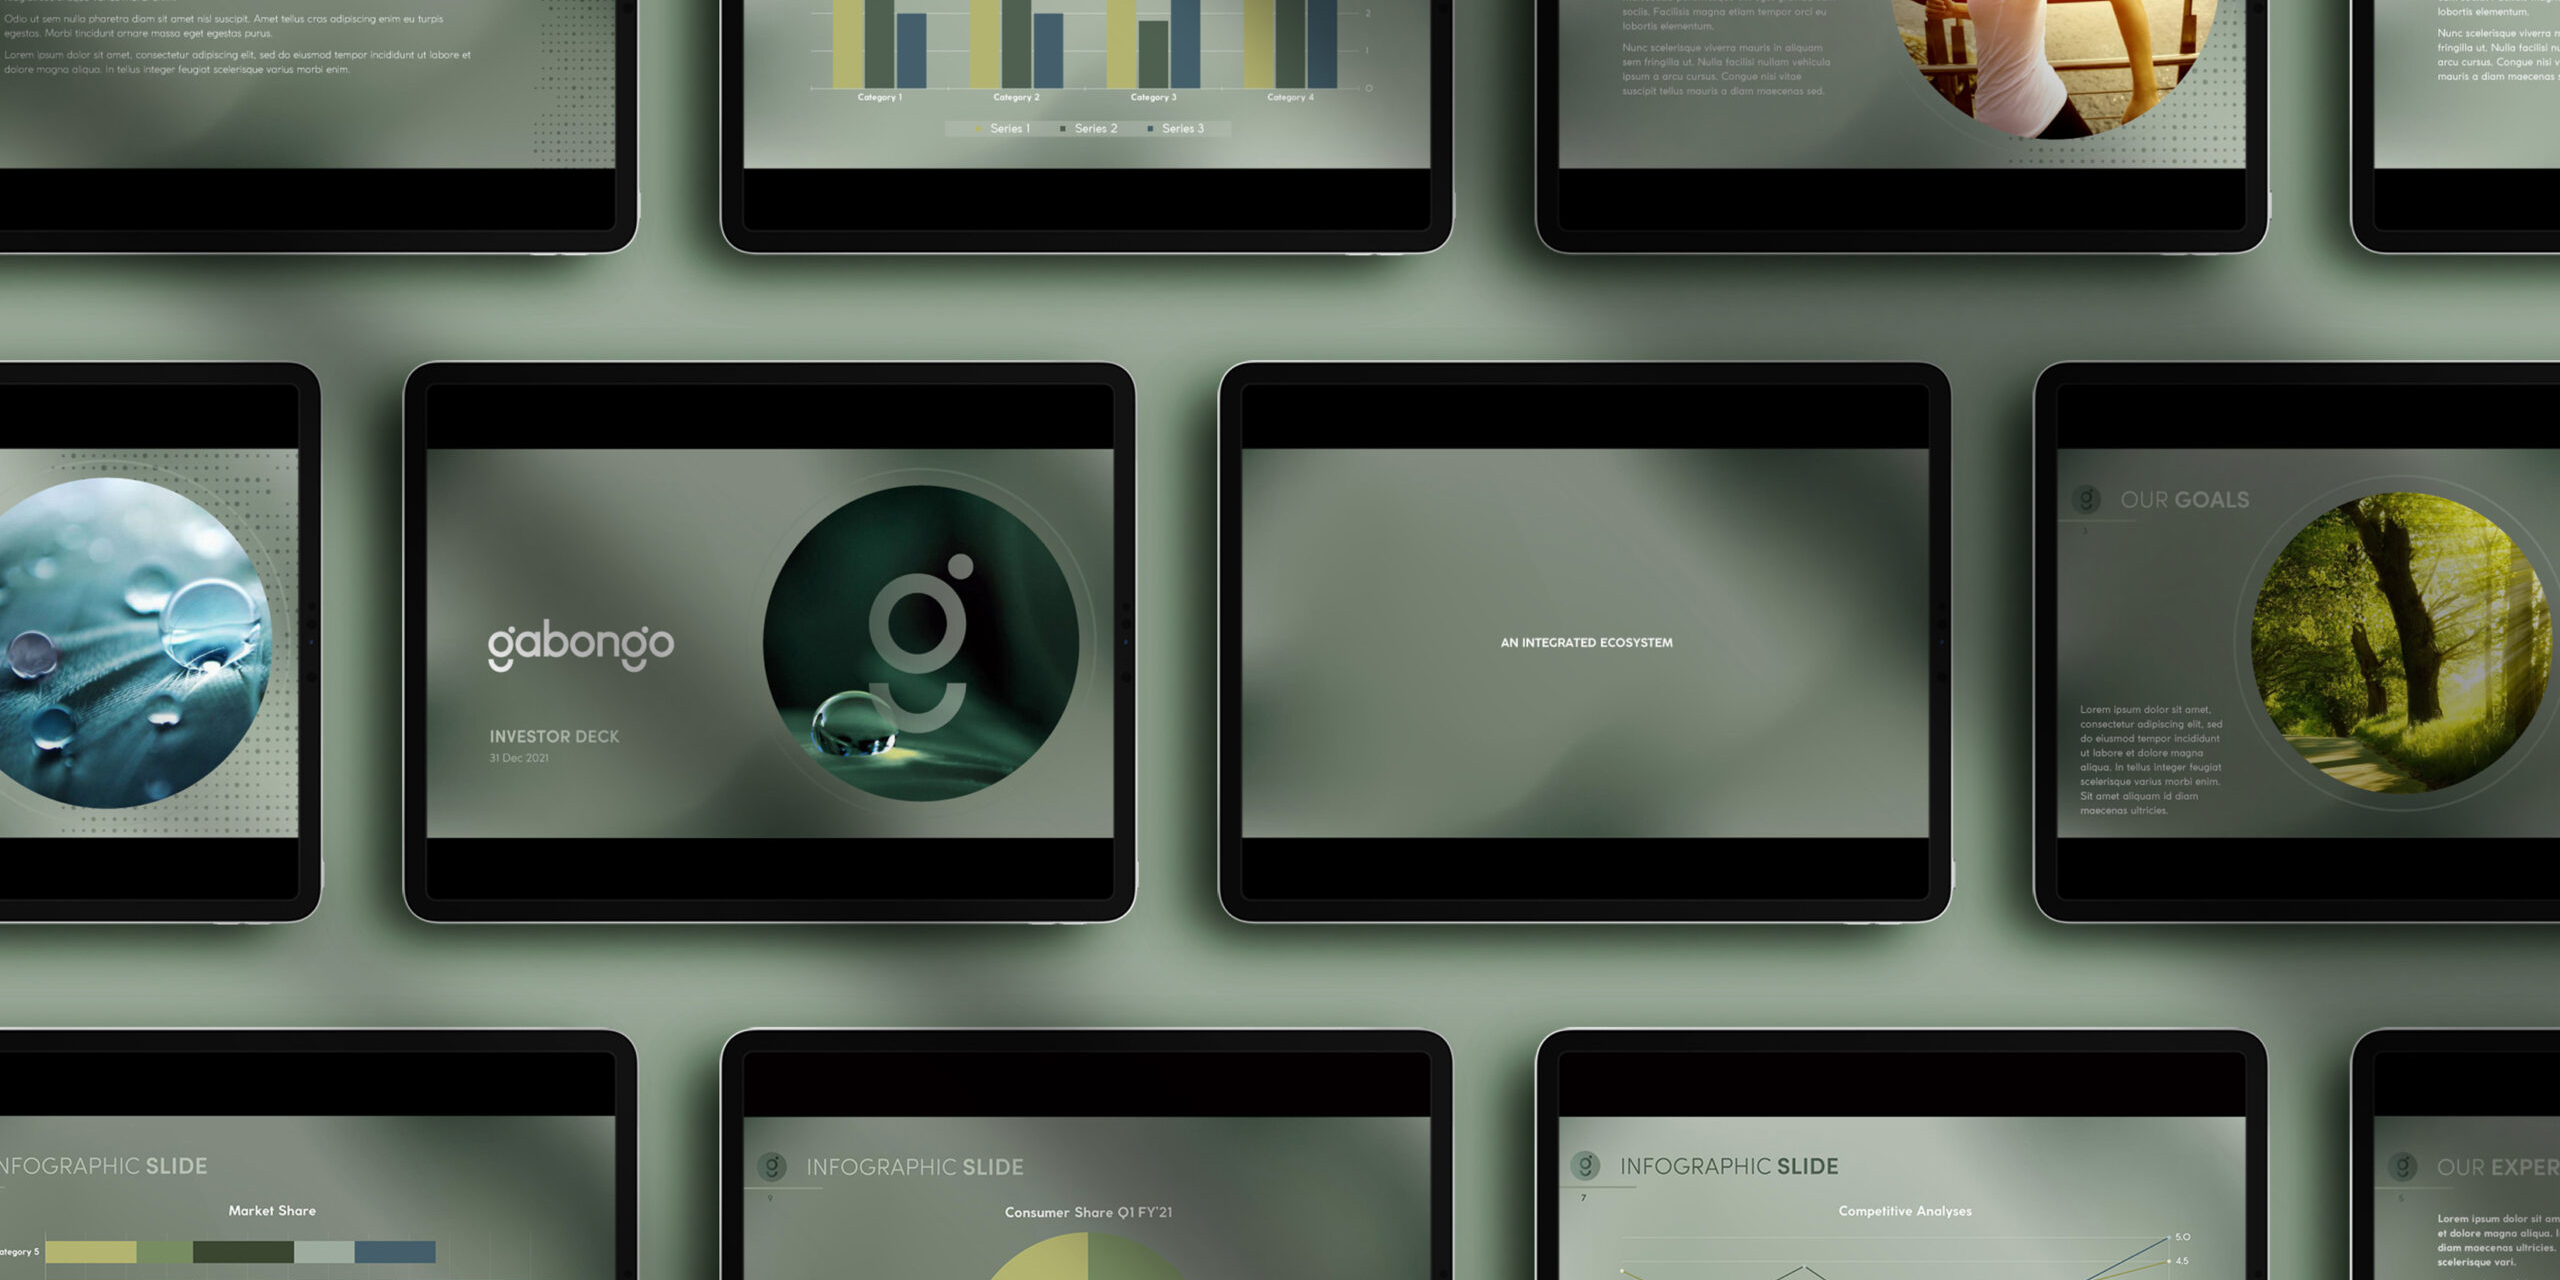 Odio ut sem nulla pharetra diam sit amet nisl suscipit. Amet tellus cras adipiscing enim eu turpis
egestas. Morbi tincidunt ornare massa eget egestas purus.
Lorem ipsum dolor sit amet, consectetur adipiscing elit, sed do eiusmod tempor incididunt ut labore et
dolore magna aliqua. In tellus integer feugiat scelerisque varius morbi enim.
2
1
0
Category 1
Category 2
Category 3
Category 4
Series 1
Series 2
Series 3
sociis. Facilisis magna etiam tempor orci eu
lobortis elementum.
Nunc scelerisque viverra mauris in aliquam
sem fringilla ut. Nulla facilisi nullam vehicula
ipsum a arcu cursus. Congue nisi vitae
suscipit tellus mauris a diam maecenas sed.
lobortis elementum.
Nunc scelerisque viverra
fringilla ut. Nulla facilisi
arcu cursus. Congue nisi
mauris a diam maecenas
gabongo
INVESTOR DECK
31 Dec 2021
g
AN INTEGRATED ECOSYSTEM
g
OUR GOALS
3
Lorem ipsum dolor sit amet,
consectetur adipiscing elit, sed
do eiusmod tempor incididunt
ut labore et dolore magna
aliqua. In tellus integer feugiat
scelerisque varius morbi enim.
Sit amet aliquam id diam
maecenas ultricies.
NFOGRAPHIC SLIDE
Market Share
ategory 5
g
INFOGRAPHIC SLIDE
9
Consumer Share Q1 FY'21
g
INFOGRAPHIC SLIDE
7
Competitive Analyses
5.0
4.5
g
OUR EXPER
6
Lorem ipsum dolor sit am
et dolore magna aliqua. I
diam maecenas ultricies.
scelerisque vari.